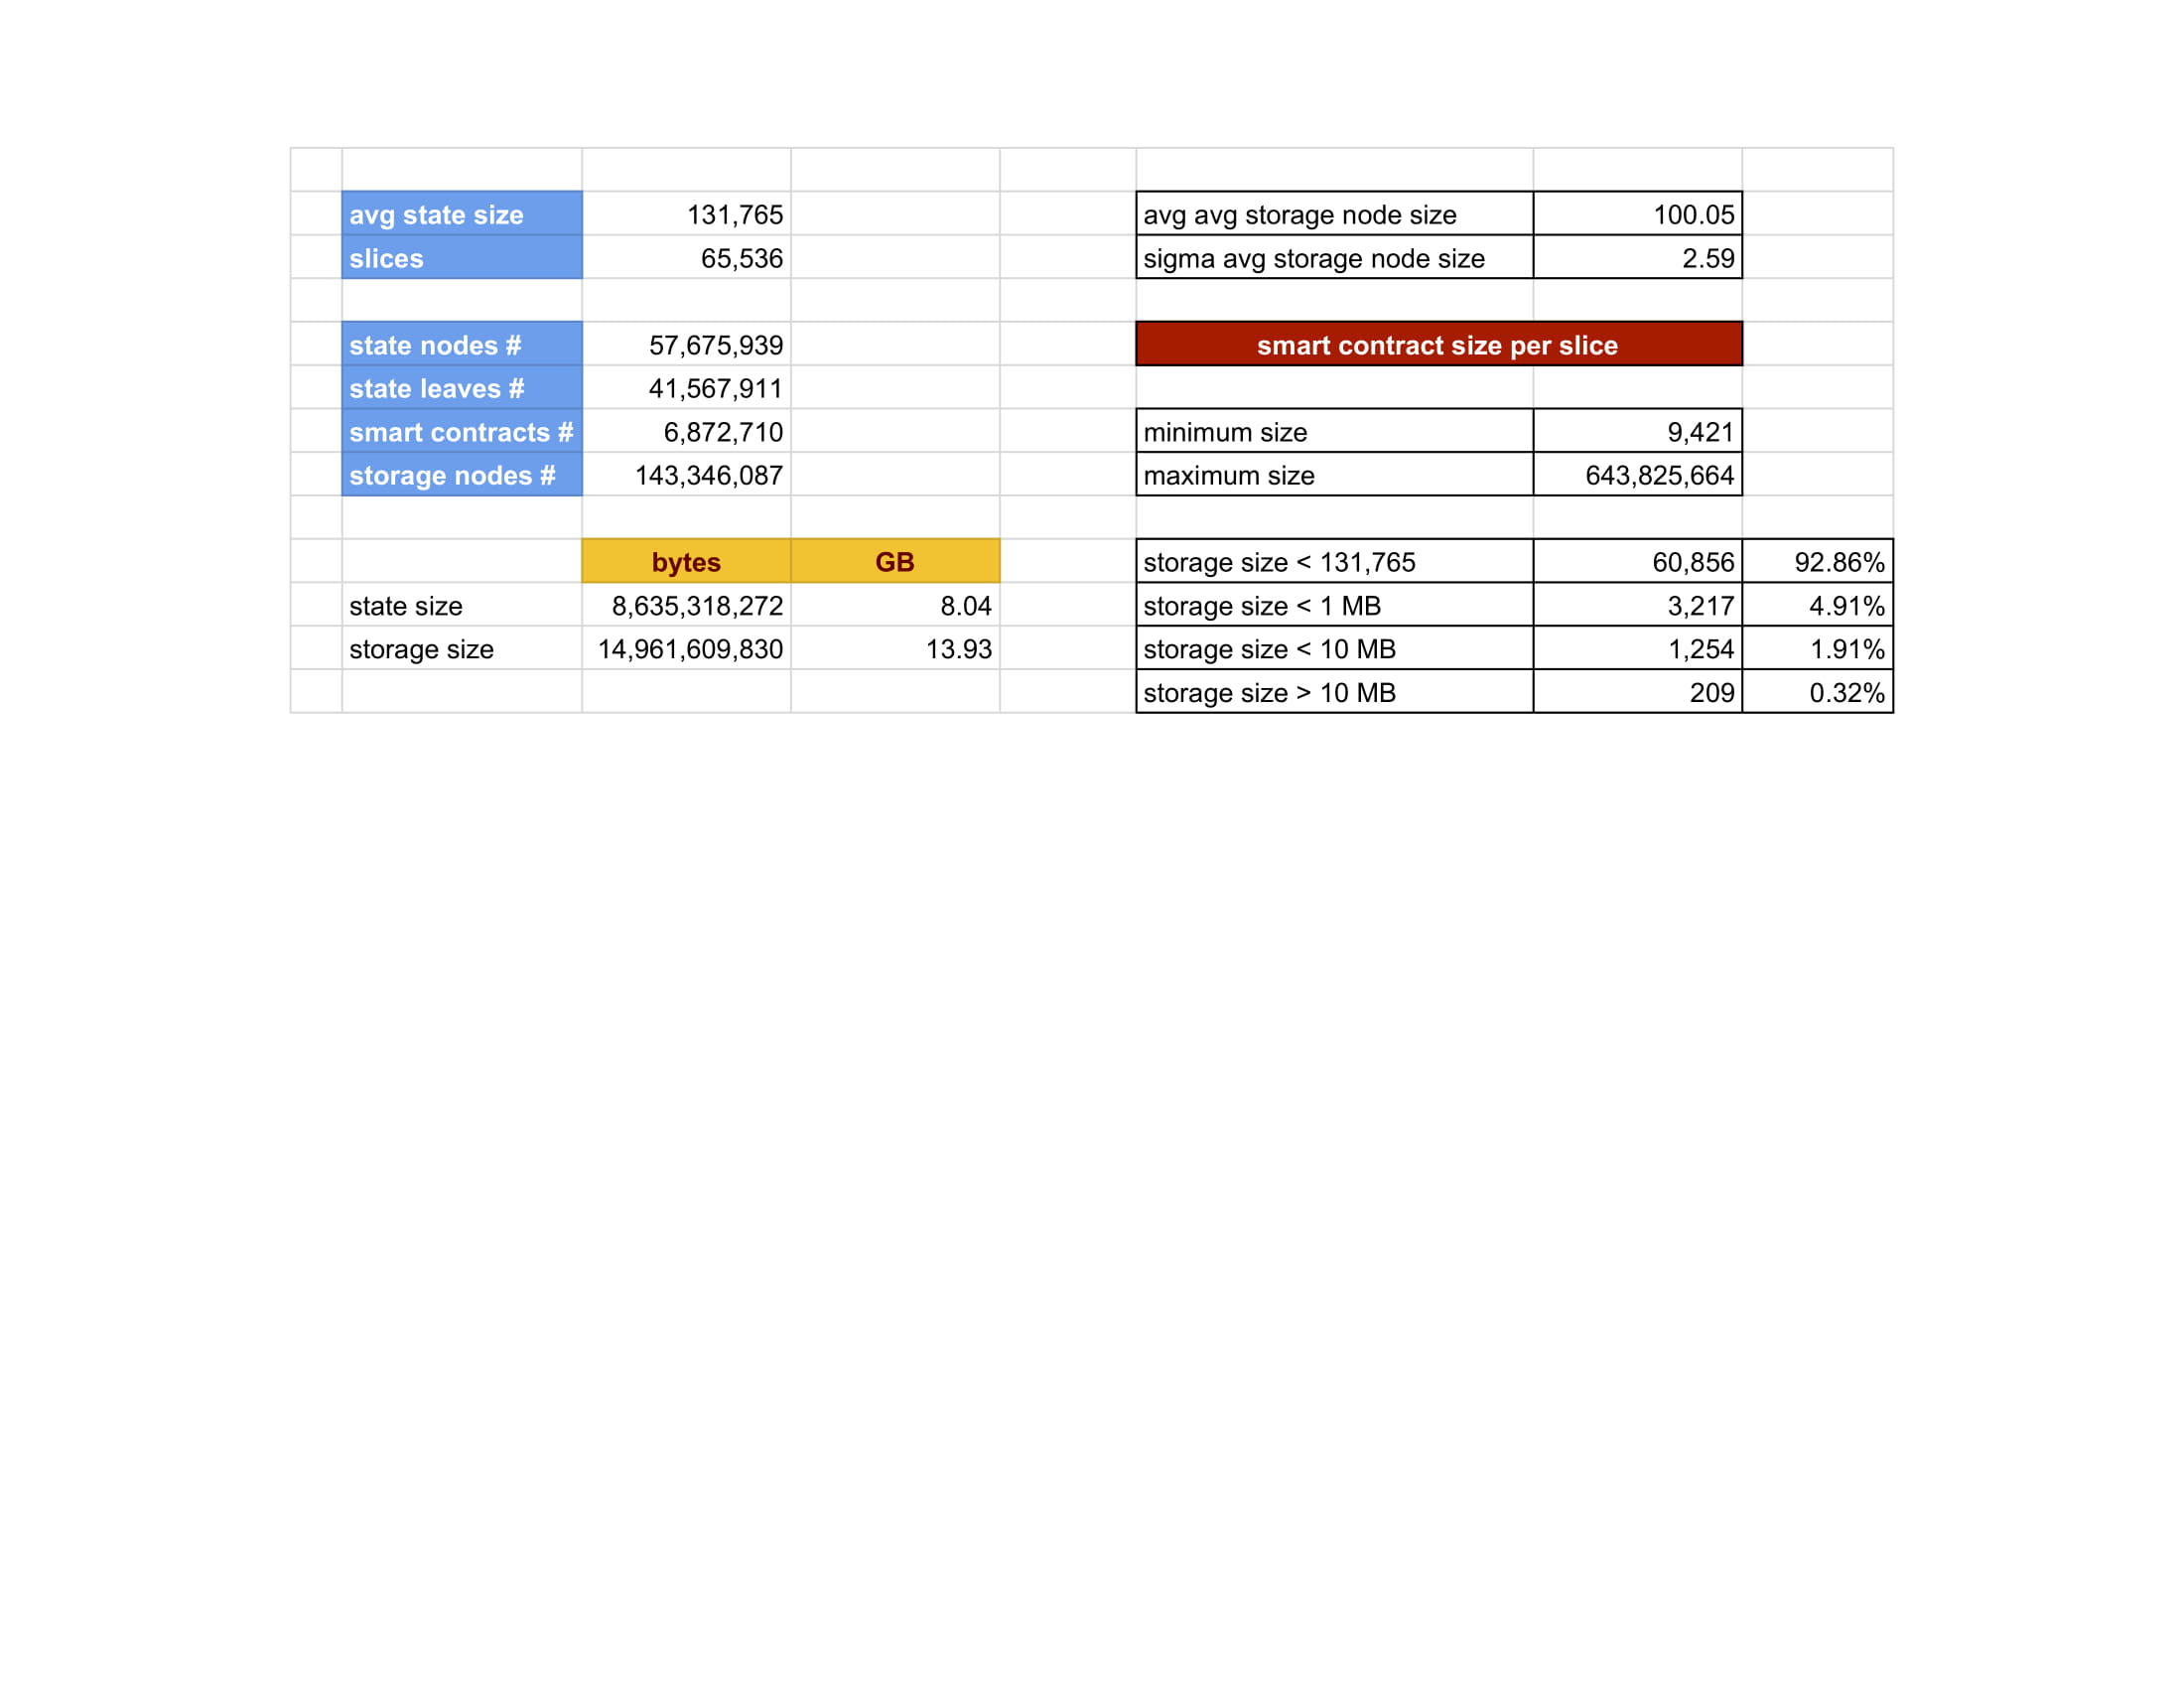 avg state size 131,765 avg avg storage node size 100.05
slices 65,536 sigma avg storage node size 2.59
state nodes # 57,675,939 smart contract size per slice
state leaves # 41,567,911
smart contracts # 6,872,710 minimum size 9,421
storage nodes # 143,346,087 maximum size 643,825,664
bytes GB storage size < 131,765 60,856 92.86%
state size 8,635,318,272 8.04 storage size < 1 MB 3,217 4.91%
storage size 14,961,609,830 13.93 storage size < 10 MB 1,254 1.91%
storage size > 10 MB 209 0.32%